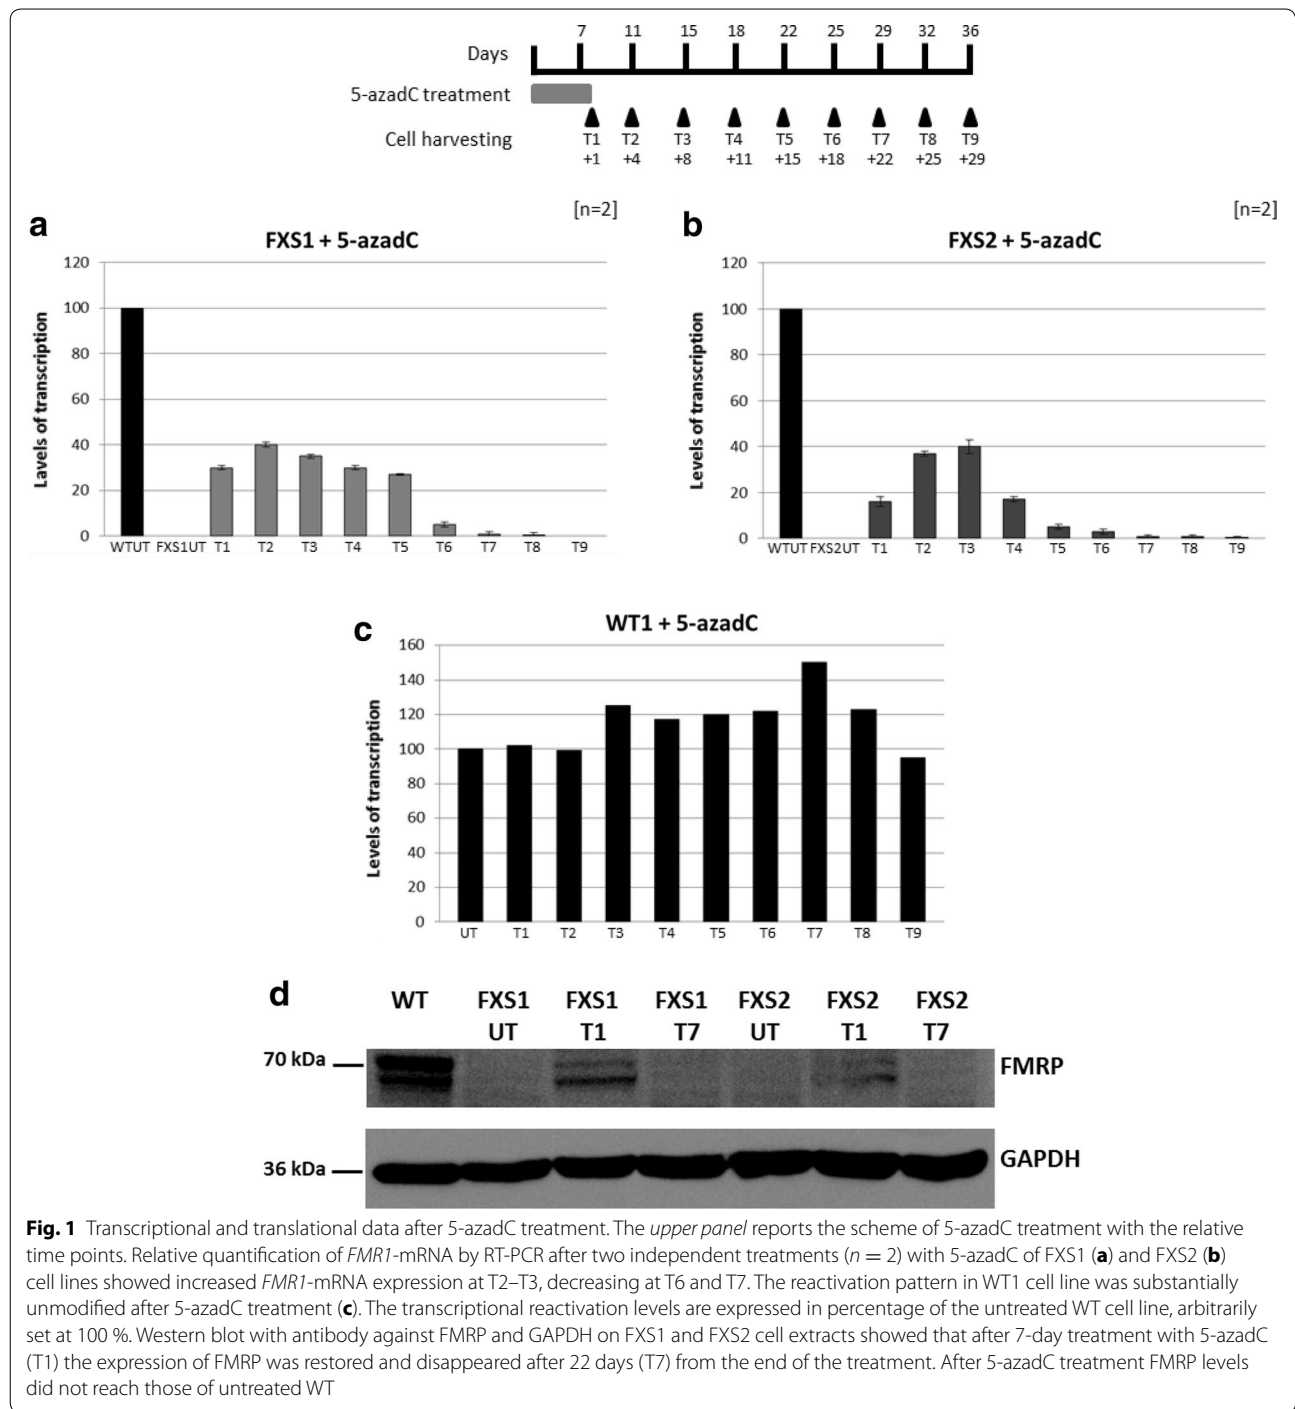 7 11 15 18 22 25 29 32 36
Days
5-azadC treatment
Cell harvesting
T1 T2 T3 T4 T5 T6 T7 T8 T9
+1 +4 +8 +11 +15 +18 +22 +25 +29
a
[n=2]
FXS1 + 5-azadC
Lavels of transcription
120
100
80
60
40
20
0
WTUT FXS1UT T1 T2 T3 T4 T5 T6 T7 T8 T9
b
[n=2]
FXS2 + 5-azadC
Levels of transcription
120
100
80
60
40
20
0
WTUT FXS2UT T1 T2 T3 T4 T5 T6 T7 T8 T9
c
WT1 + 5-azadC
Levels of transcription
160
140
120
100
80
60
40
20
0
UT T1 T2 T3 T4 T5 T6 T7 T8 T9
d
WT FXS1 FXS1 FXS1 FXS2 FXS2 FXS2
UT T1 T7 UT T1 T7
70 kDa
FMRP
36 kDa
GAPDH
Fig. 1 Transcriptional and translational data after 5-azadC treatment. The upper panel reports the scheme of 5-azadC treatment with the relative
time points. Relative quantification of FMR1-mRNA by RT-PCR after two independent treatments (n = 2) with 5-azadC of FXS1 (a) and FXS2 (b)
cell lines showed increased FMR1-mRNA expression at T2–T3, decreasing at T6 and T7. The reactivation pattern in WT1 cell line was substantially
unmodified after 5-azadC treatment (c). The transcriptional reactivation levels are expressed in percentage of the untreated WT cell line, arbitrarily
set at 100 %. Western blot with antibody against FMRP and GAPDH on FXS1 and FXS2 cell extracts showed that after 7-day treatment with 5-azadC
(T1) the expression of FMRP was restored and disappeared after 22 days (T7) from the end of the treatment. After 5-azadC treatment FMRP levels
did not reach those of untreated WT